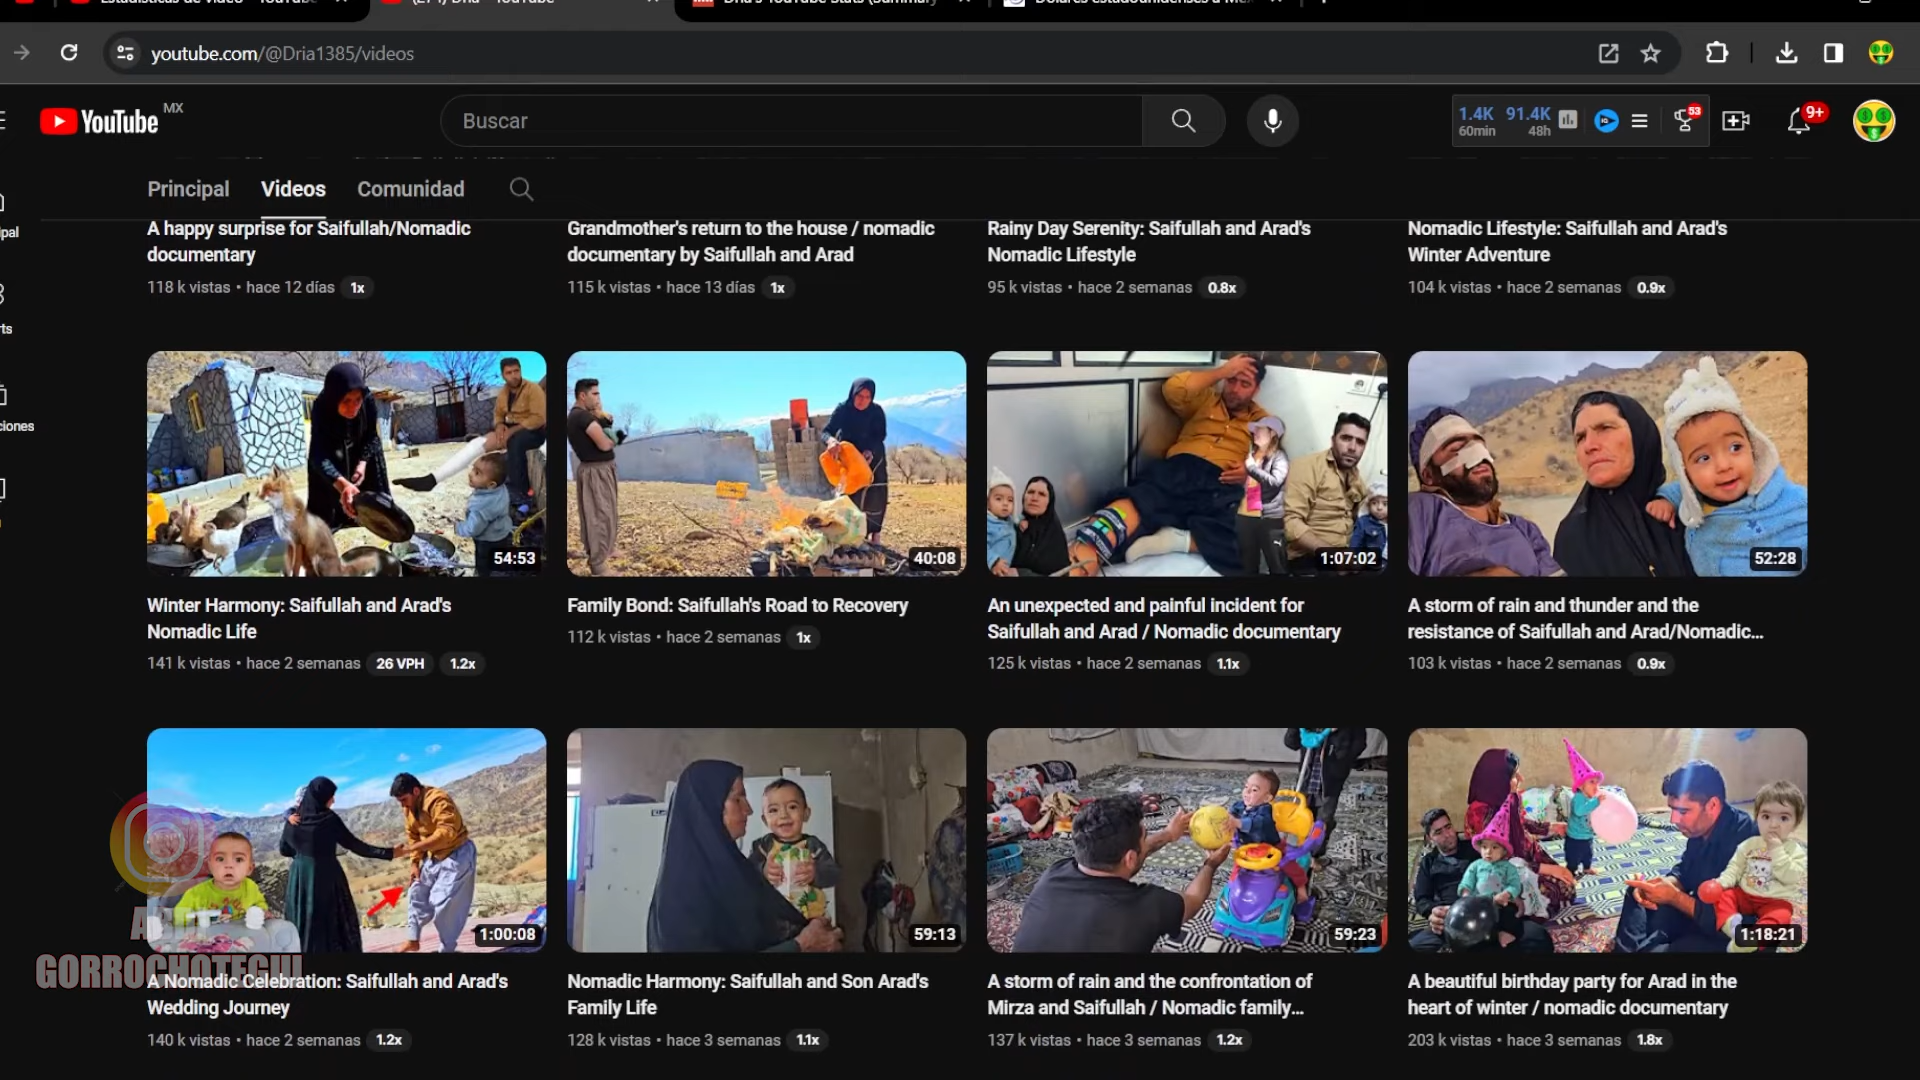 youtube.com/@Dria1385/videos
YouTube MX
Buscar
1.4K 91.4K
60min 48h
53
9+
Principal Videos Comunidad
A happy surprise for Saifullah/Nomadic
documentary
118 k vistas • hace 12 días 1x
Grandmother's return to the house / nomadic
documentary by Saifullah and Arad
115 k vistas • hace 13 días 1x
Rainy Day Serenity: Saifullah and Arad's
Nomadic Lifestyle
95 k vistas • hace 2 semanas 0.8x
Nomadic Lifestyle: Saifullah and Arad's
Winter Adventure
104 k vistas • hace 2 semanas 0.9x
54:53
40:08
1:07:02
52:28
Winter Harmony: Saifullah and Arad's
Nomadic Life
141 k vistas • hace 2 semanas 26 VPH 1.2x
Family Bond: Saifullah's Road to Recovery
112 k vistas • hace 2 semanas 1x
An unexpected and painful incident for
Saifullah and Arad / Nomadic documentary
125 k vistas • hace 2 semanas 1.1x
A storm of rain and thunder and the
resistance of Saifullah and Arad/Nomadic...
103 k vistas • hace 2 semanas 0.9x
1:00:08
59:13
59:23
1:18:21
GORROCHOTEGUI
A Nomadic Celebration: Saifullah and Arad's
Wedding Journey
140 k vistas • hace 2 semanas 1.2x
Nomadic Harmony: Saifullah and Son Arad's
Family Life
128 k vistas • hace 3 semanas 1.1x
A storm of rain and the confrontation of
Mirza and Saifullah / Nomadic family...
137 k vistas • hace 3 semanas 1.2x
A beautiful birthday party for Arad in the
heart of winter / nomadic documentary
203 k vistas • hace 3 semanas 1.8x